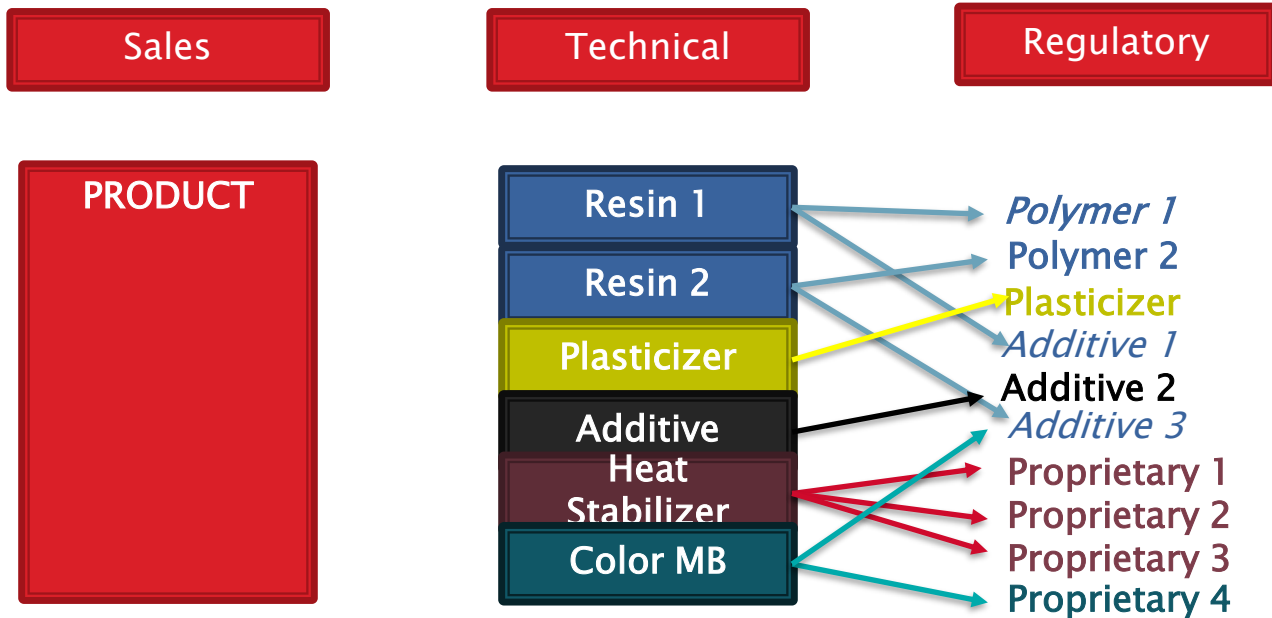 Sales
Technical
Regulatory
PRODUCT
Resin 1
Resin 2
Plasticizer
Additive
Heat
Stabilizer
Color MB
Polymer 1
Polymer 2
Plasticizer
Additive 1
Additive 2
Additive 3
Proprietary 1
Proprietary 2
Proprietary 3
Proprietary 4